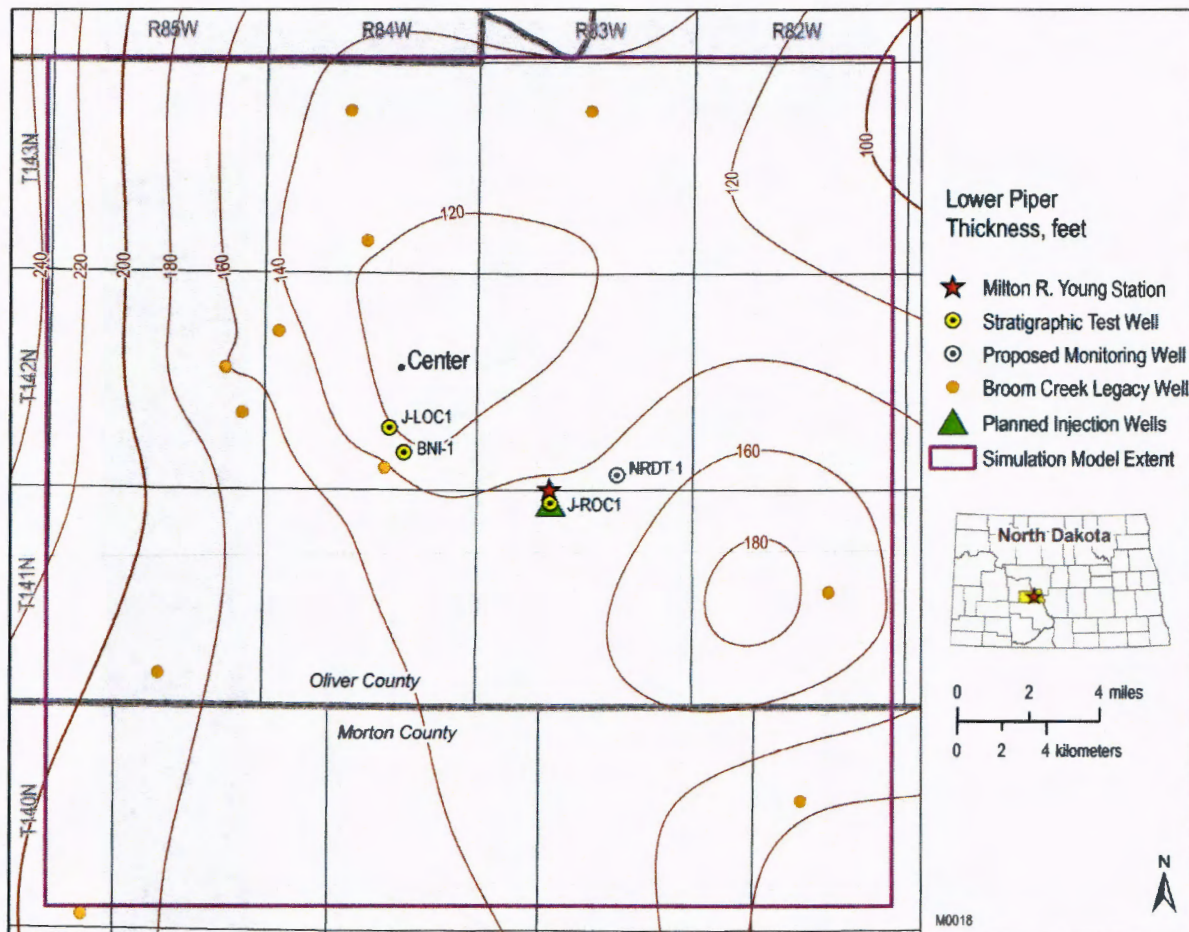 R85W
R84W
R83W
R82W
T143N
T142N
T141N
T140N
240
220
200
180
160
140
120
120
100
160
180
Center
J-LOC1
BNI-1
NRDT 1
J-ROC1
Oliver County
Morton County
Lower Piper
Thickness, feet
Milton R. Young Station
Stratigraphic Test Well
Proposed Monitoring Well
Broom Creek Legacy Well
Planned Injection Wells
Simulation Model Extent
North Dakota
0 2 4 miles
0 2 4 kilometers
N
M0018